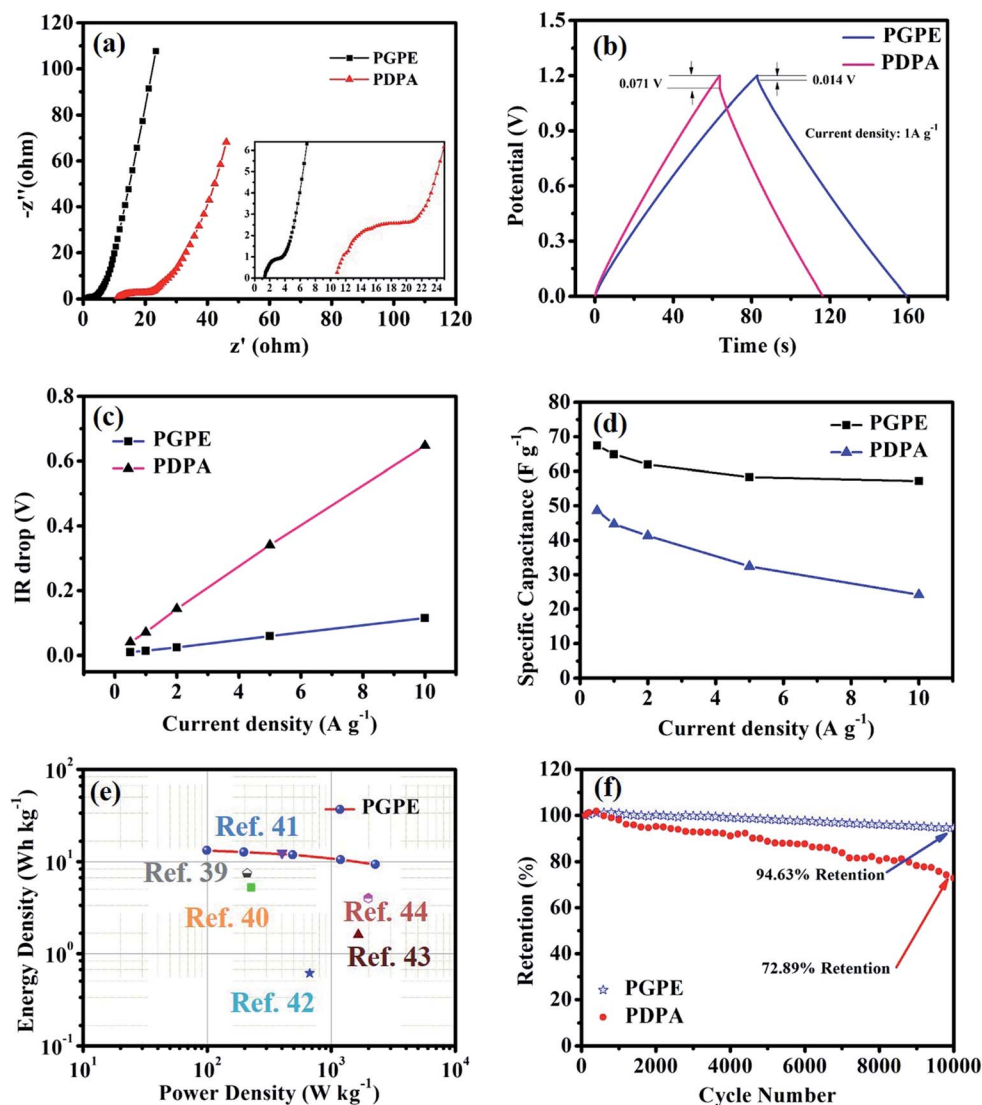 (a)
PGPE
PDPA
-z''(ohm)
120
100
80
60
40
20
0
6
5
4
3
2
1
0
0 2 4 6 8 10 12 14 16 18 20 22 24
0 20 40 60 80 100 120
z' (ohm)
(b)
PGPE
PDPA
0.071 V
0.014 V
Current density: 1A g-1
Potential (V)
1.5
1.2
0.9
0.6
0.3
0.0
0 40 80 120 160
Time (s)
(c)
PGPE
PDPA
IR drop (V)
0.8
0.6
0.4
0.2
0.0
0 2 4 6 8 10
Current density (A g-1)
(d)
PGPE
PDPA
Specific Capacitance (F g-1)
80
70
60
50
40
30
20
10
0
0 2 4 6 8 10
Current density (A g-1)
(e)
PGPE
Ref. 41
Ref. 39
Ref. 40
Ref. 44
Ref. 43
Ref. 42
Energy Density (Wh kg-1)
102
101
100
10-1
101 102 103 104
Power Density (W kg-1)
(f)
94.63% Retention
72.89% Retention
PGPE
PDPA
Retention (%)
120
100
80
60
40
20
0
0 2000 4000 6000 8000 10000
Cycle Number